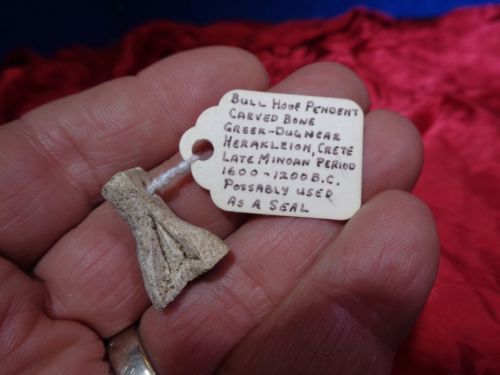 BULL HOOF PENDENT
CARVED BONE
GREEK-DUG NEAR
HERAKLEION, CRETE
LATE MINOAN PERIOD
1600-1200 B.C.
POSSABLY USED
AS A SEAL